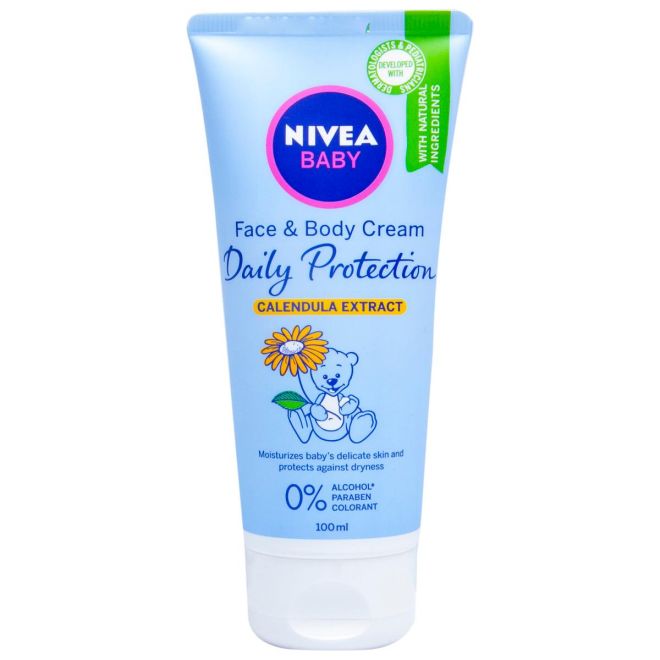 DERMATOLOGISTS & PEDIATRICIANS
DEVELOPED
WITH
WITH NATURAL
INGREDIENTS
NIVEA
BABY
Face & Body Cream
Daily Protection
CALENDULA EXTRACT
Moisturizes baby's delicate skin and
protects against dryness
0% ALCOHOL*
PARABEN
COLORANT
100ml